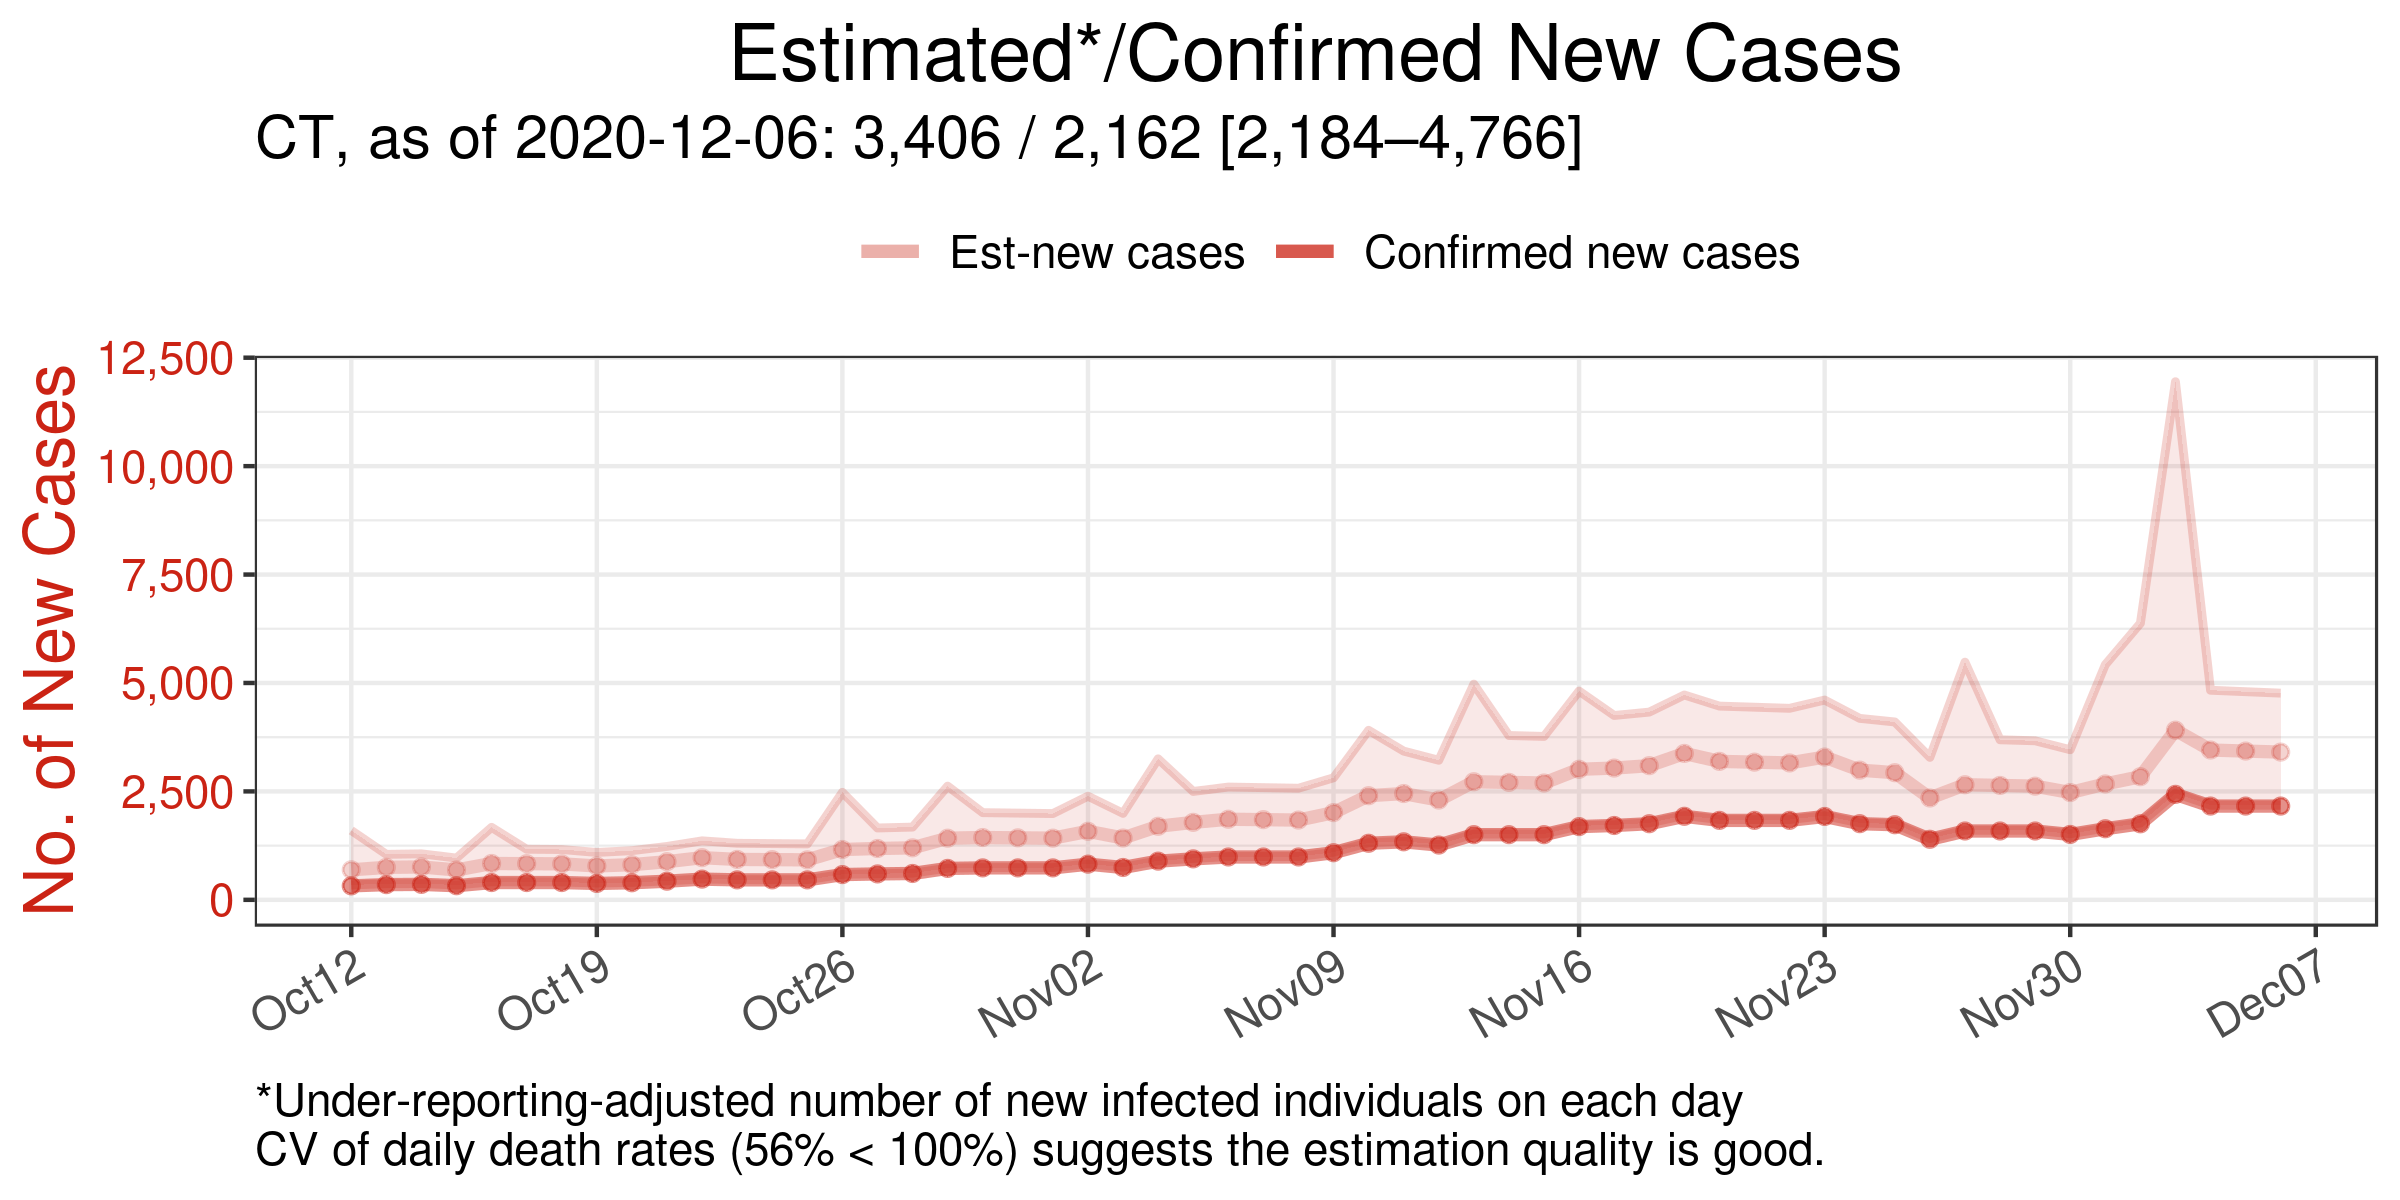 Estimated*/Confirmed New Cases
CT, as of 2020-12-06: 3,406 / 2,162 [2,184–4,766]
Est-new cases Confirmed new cases
No. of New Cases
12,500
10,000
7,500
5,000
2,500
0
Oct12 Oct19 Oct26 Nov02 Nov09 Nov16 Nov23 Nov30 Dec07
*Under-reporting-adjusted number of new infected individuals on each day
CV of daily death rates (56% < 100%) suggests the estimation quality is good.